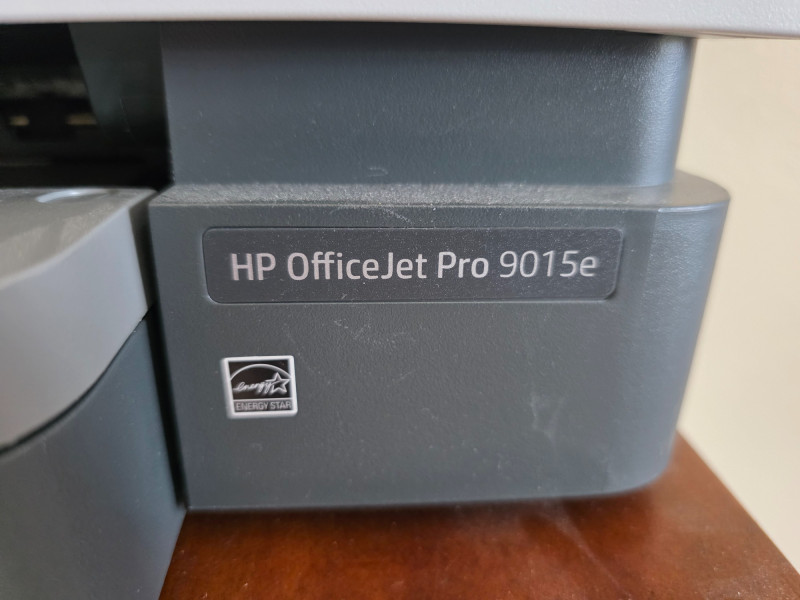 HP OfficeJet Pro 9015e
energy
ENERGY STAR